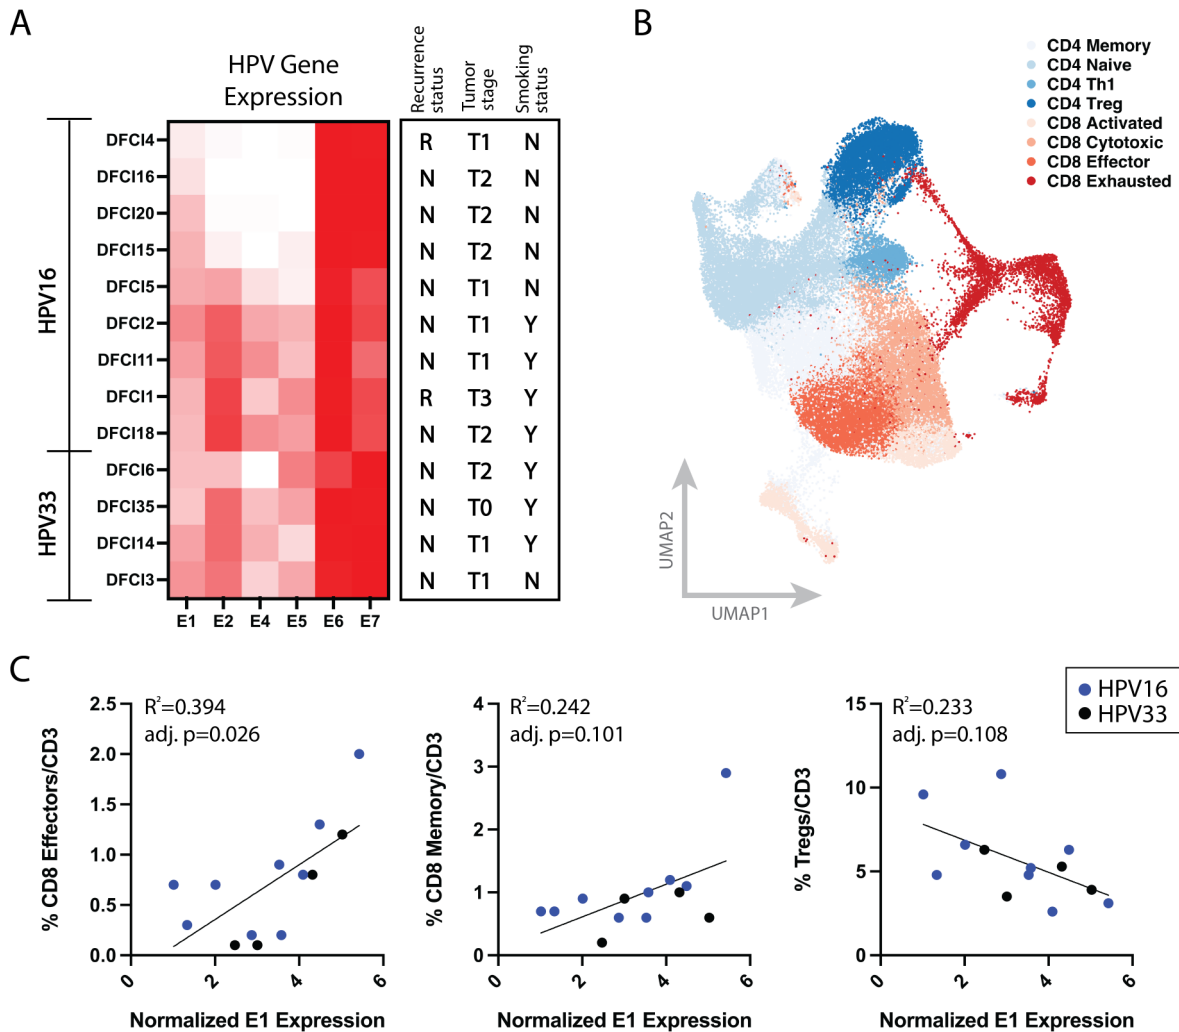 A
HPV Gene
Expression
Recurrence
status
Tumor
stage
Smoking
status
HPV16
DFCI4 R T1 N
DFCI16 N T2 N
DFCI20 N T2 N
DFCI15 N T2 N
DFCI5 N T1 N
DFCI2 N T1 Y
DFCI11 N T1 Y
DFCI1 R T3 Y
DFCI18 N T2 Y
HPV33
DFCI6 N T2 Y
DFCI35 N T0 Y
DFCI14 N T1 Y
DFCI3 N T1 N
E1 E2 E4 E5 E6 E7
B
CD4 Memory
CD4 Naive
CD4 Th1
CD4 Treg
CD8 Activated
CD8 Cytotoxic
CD8 Effector
CD8 Exhausted
UMAP2
UMAP1
C
HPV16
HPV33
R²=0.394
adj. p=0.026
% CD8 Effectors/CD3
2.5
2.0
1.5
1.0
0.5
0.0
0 2 4 6
Normalized E1 Expression
R²=0.242
adj. p=0.101
% CD8 Memory/CD3
4
3
2
1
0
0 2 4 6
Normalized E1 Expression
R²=0.233
adj. p=0.108
% Tregs/CD3
15
10
5
0
0 2 4 6
Normalized E1 Expression